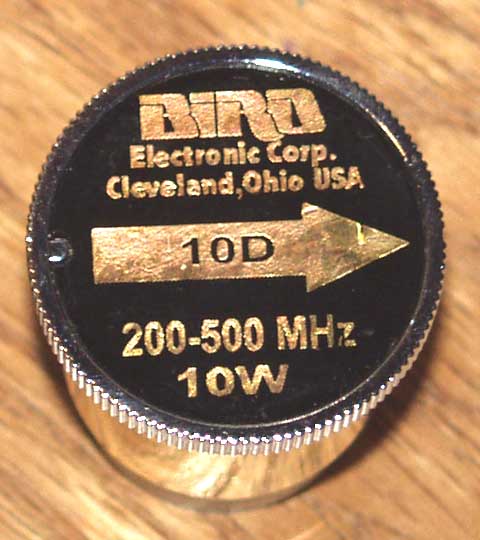 BIRD
Electronic Corp.
Cleveland,Ohio USA
10D
200-500 MHz
10W